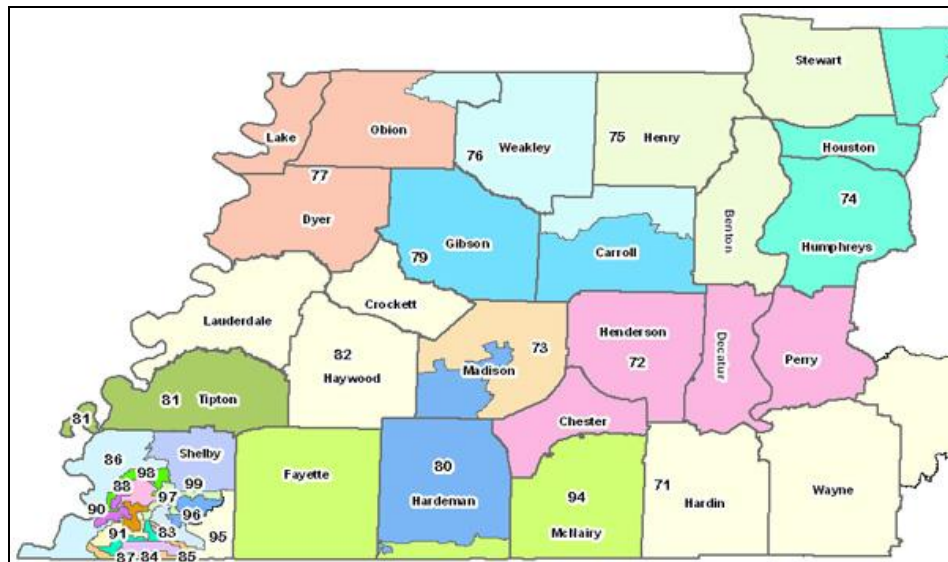 Stewart
Lake
Obion
76
Weakley
75
Henry
Houston
77
Dyer
Benton
74
Humphreys
79
Gibson
Carroll
Crockett
Lauderdale
82
Haywood
73
Madison
Henderson
72
Decatur
Perry
81
Tipton
81
Chester
86
98
Shelby
88
97
99
90
96
91
83
95
87
84
85
Fayette
80
Hardeman
94
McNairy
71
Hardin
Wayne